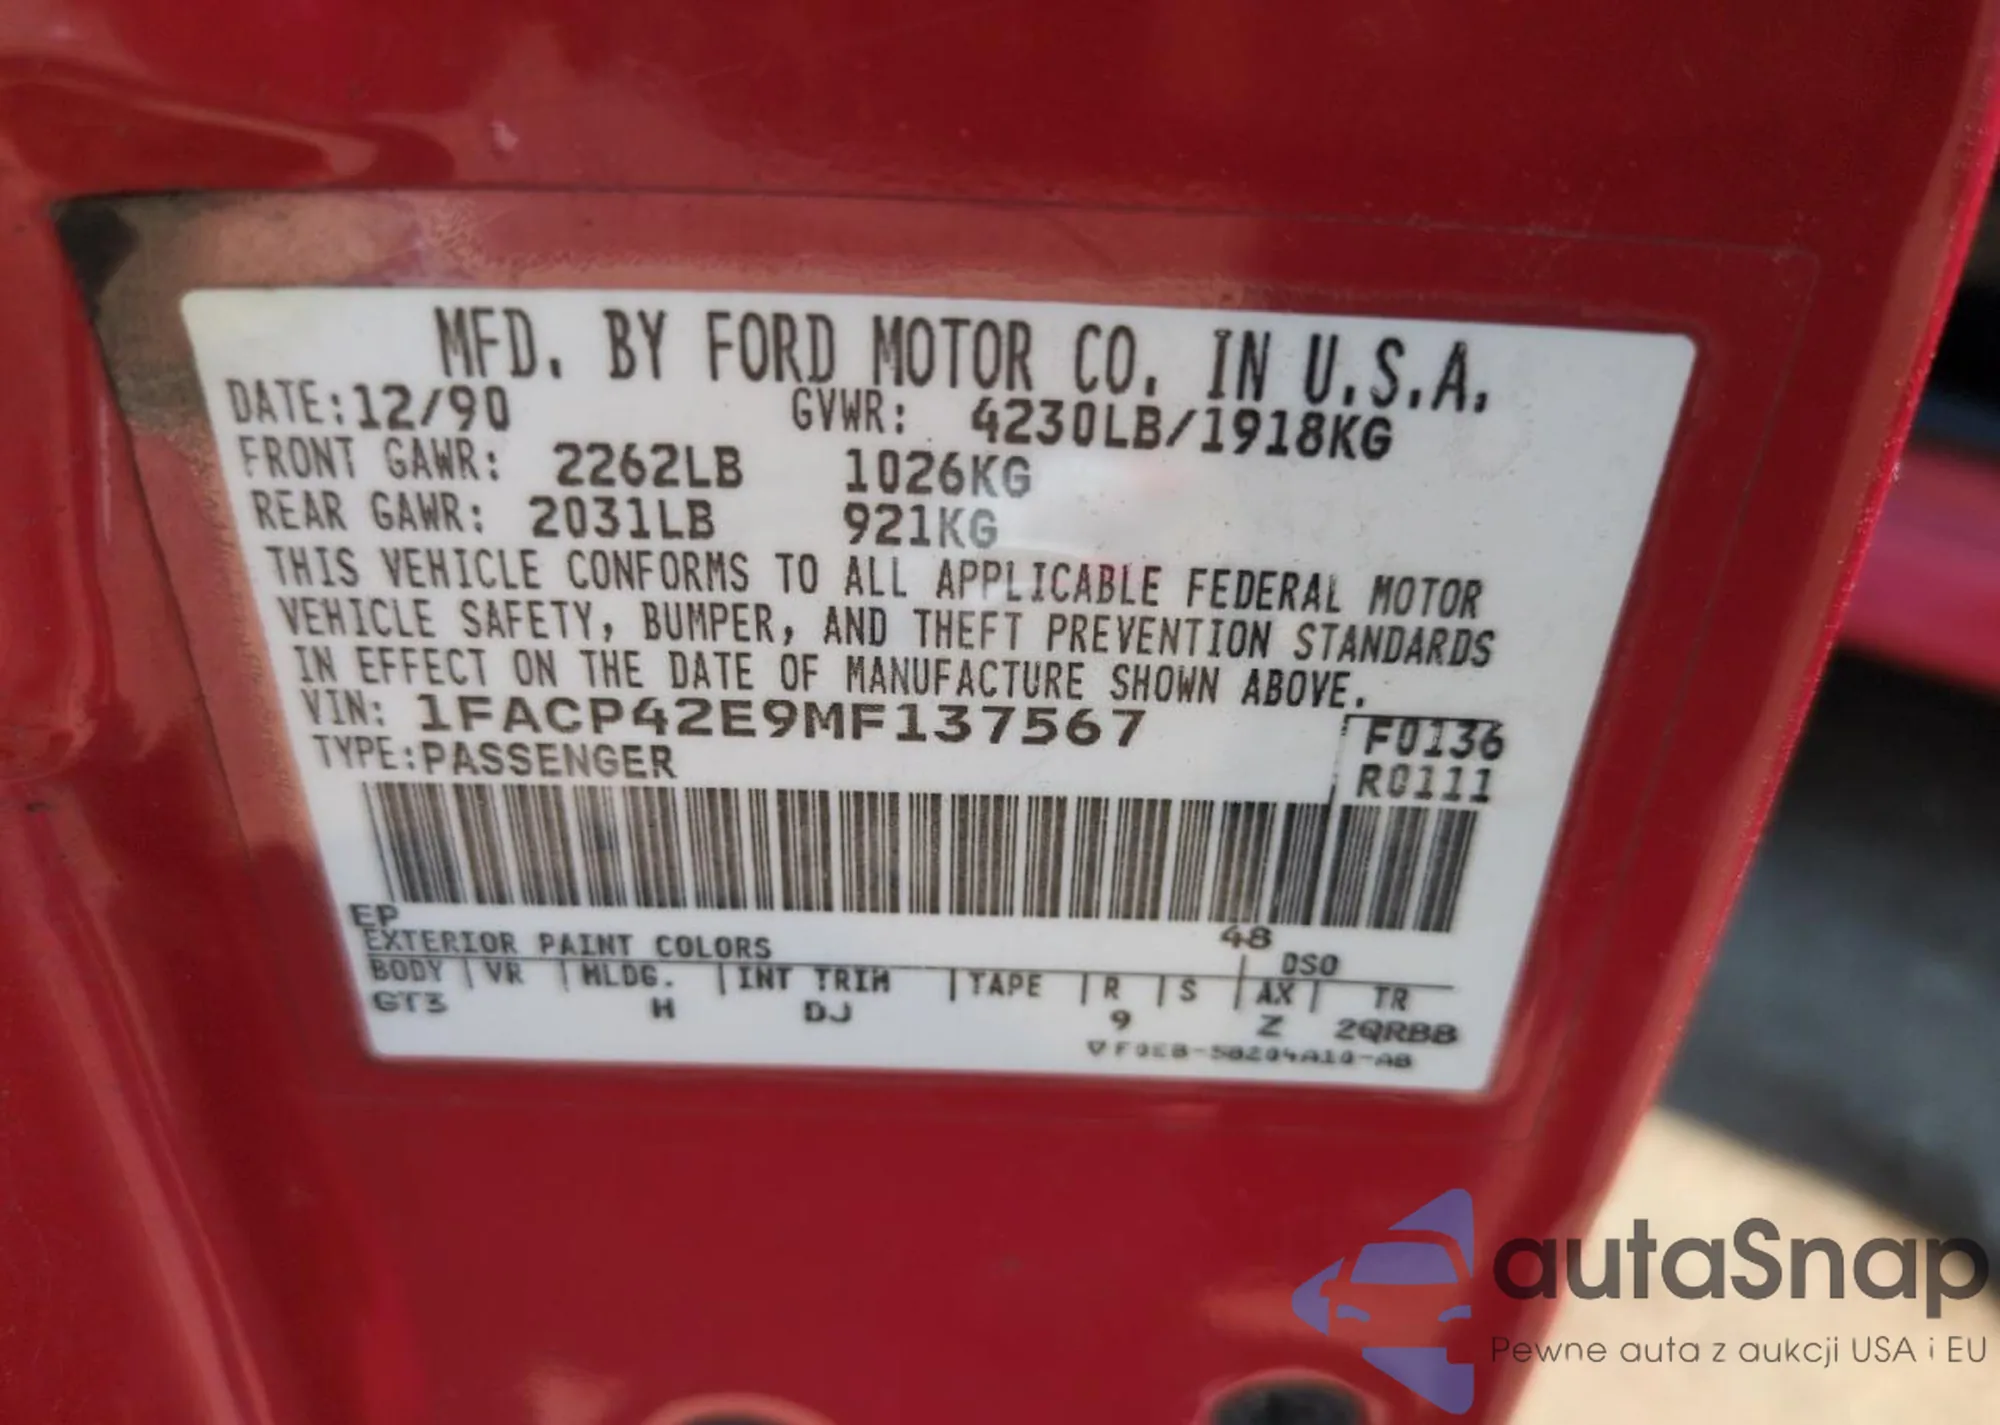 MFD. BY FORD MOTOR CO. IN U.S.A.
DATE: 12/90 GVWR: 4230LB/1918KG
FRONT GAWR: 2262LB 1026KG
REAR GAWR: 2031LB 921KG
THIS VEHICLE CONFORMS TO ALL APPLICABLE FEDERAL MOTOR
VEHICLE SAFETY, BUMPER, AND THEFT PREVENTION STANDARDS
IN EFFECT ON THE DATE OF MANUFACTURE SHOWN ABOVE.
VIN: 1FACP42E9MF137567 F0136
TYPE: PASSENGER R0111
EP 48
EXTERIOR PAINT COLORS DSO
BODY | VR | MLDG. | INT TRIM | TAPE | R | S | AX | TR
GT3 H DJ 9 Z 2QRBB
F0EB-5B204A10-AB
autaSnap
Pewne auta z aukcji USA i EU